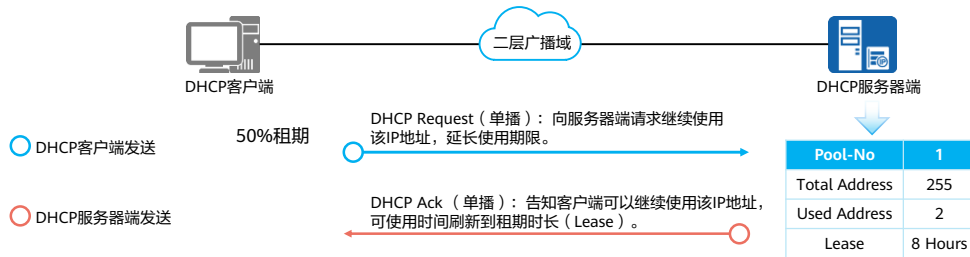 二层广播域
DHCP客户端
DHCP服务器端
DHCP客户端发送
50%租期
DHCP Request（单播）：向服务器端请求继续使用
该IP地址，延长使用期限。
DHCP服务器端发送
DHCP Ack （单播）：告知客户端可以继续使用该IP地址，
可使用时间刷新到租期时长（Lease）。
Pool-No 1
Total Address 255
Used Address 2
Lease 8 Hours
IP